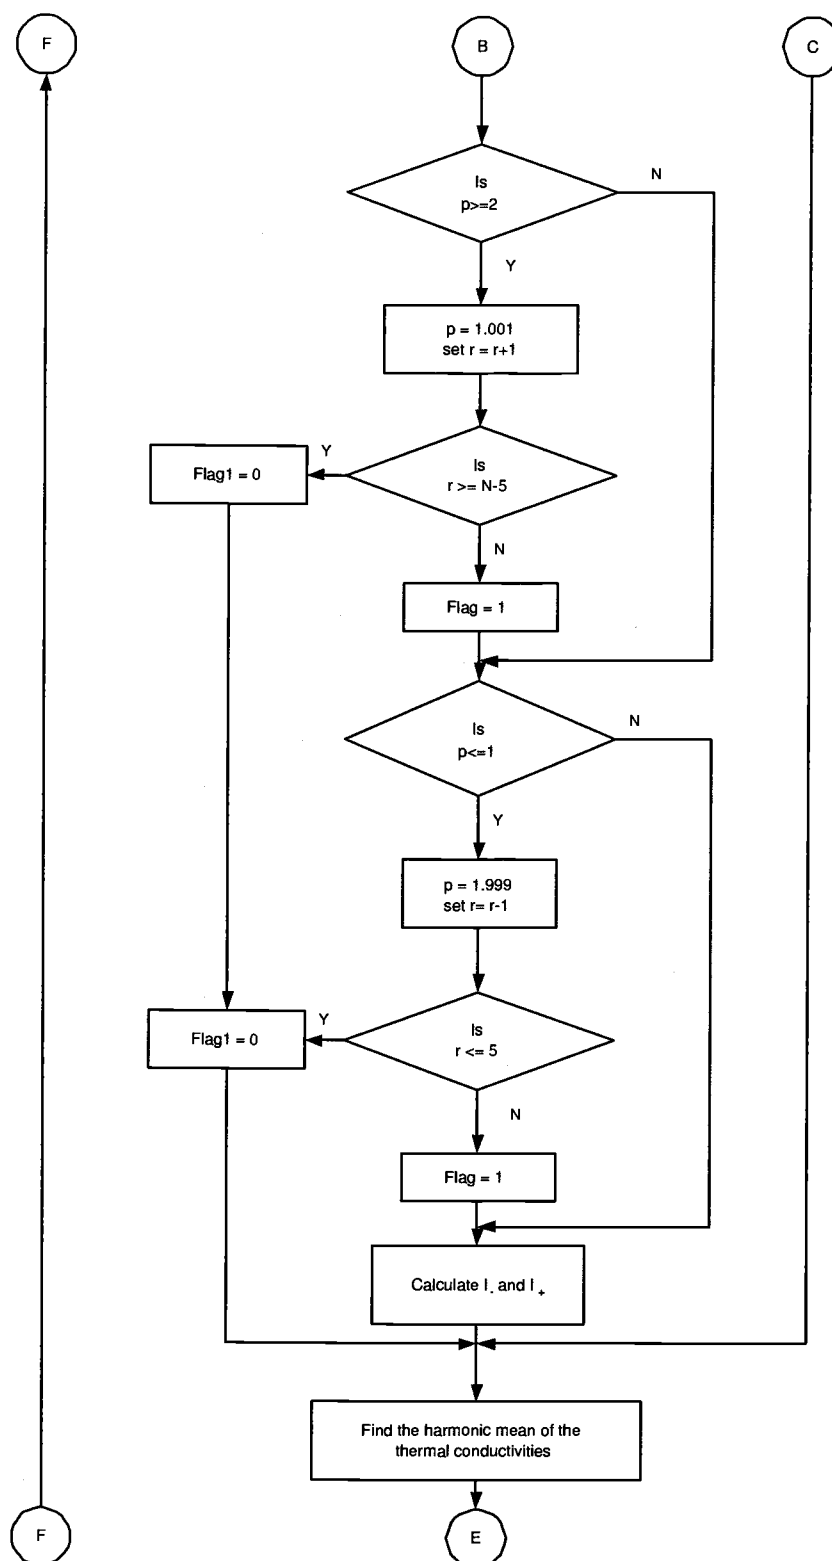 F
B
C
Is
p>=2
N
Y
p = 1.001
set r = r+1
Y
Flag1 = 0
Is
r >= N-5
N
Flag = 1
Is
p<=1
N
Y
p = 1.999
set r= r-1
Y
Flag1 = 0
Is
r <= 5
N
Flag = 1
Calculate I - and I +
Find the harmonic mean of the
thermal conductivities
F
E